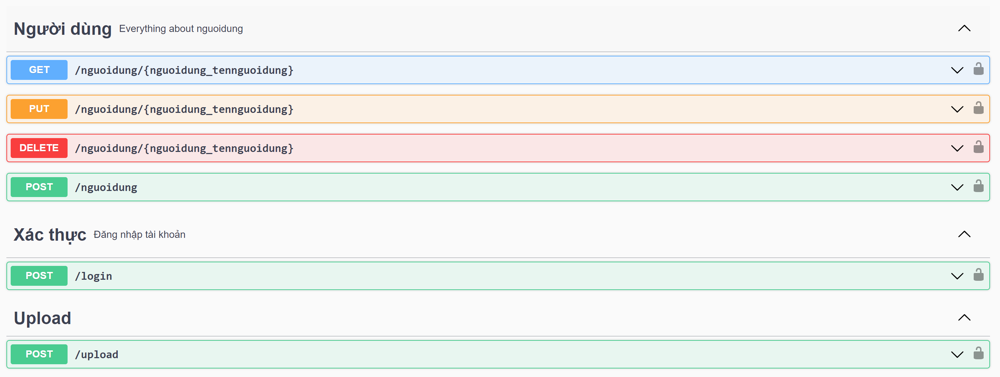 Người dùng Everything about nguoidung
GET /nguoidung/{nguoidung_tennguoidung}
PUT /nguoidung/{nguoidung_tennguoidung}
DELETE /nguoidung/{nguoidung_tennguoidung}
POST /nguoidung
Xác thực Đăng nhập tài khoản
POST /login
Upload
POST /upload